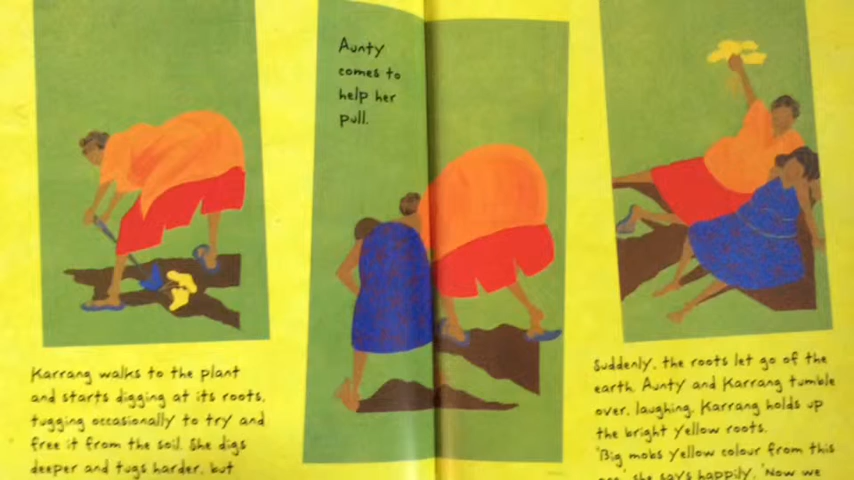 Karrang walks to the plant
and starts digging at its roots,
tugging occasionally to try and
free it from the soil. She digs
deeper and tugs harder, but
Aunty
comes to
help her
pull.
Suddenly, the roots let go of the
earth. Aunty and Karrang tumble
over, laughing. Karrang holds up
the bright yellow roots.
'Big mobs yellow colour from this
she says happily. 'Now we